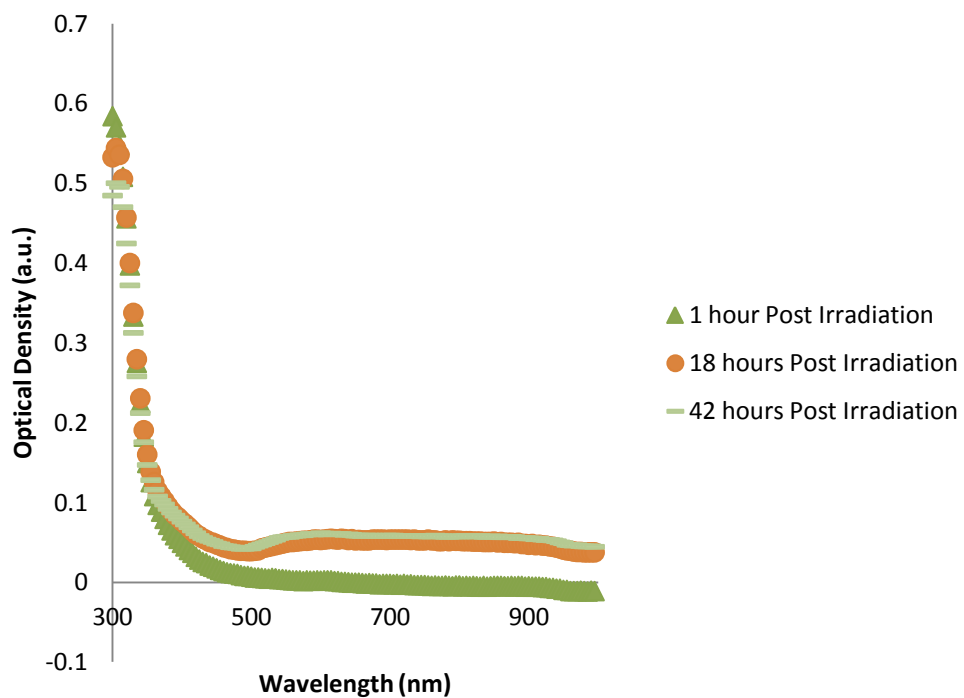 0.7
0.6
0.5
0.4
0.3
0.2
0.1
0
-0.1
Optical Density (a.u.)
300 500 700 900
Wavelength (nm)
1 hour Post Irradiation
18 hours Post Irradiation
42 hours Post Irradiation